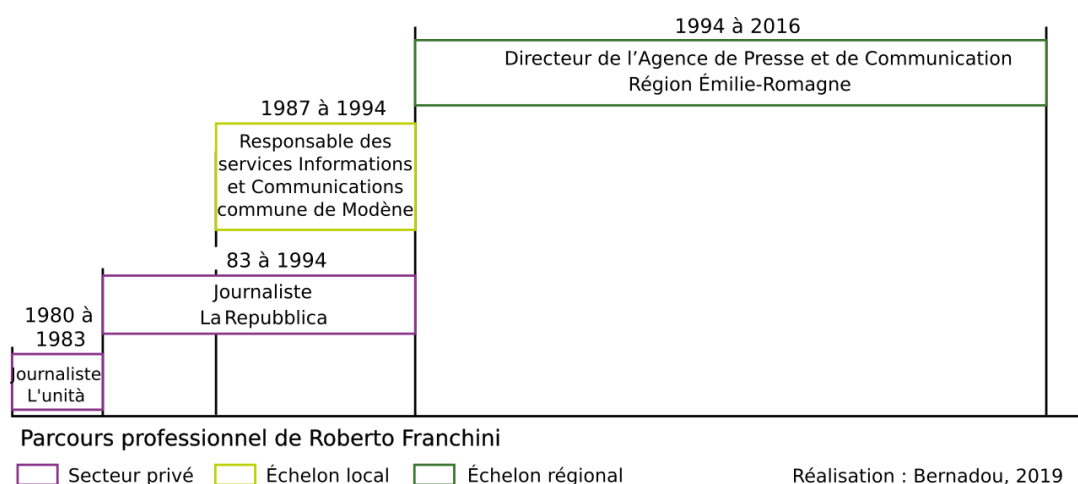 1994 à 2016
Directeur de l’Agence de Presse et de Communication
Région Émilie-Romagne
1987 à 1994
Responsable des
services Informations
et Communications
commune de Modène
83 à 1994
Journaliste
La Repubblica
1980 à
1983
Journaliste
L'unità
Parcours professionnel de Roberto Franchini
Secteur privé
Échelon local
Échelon régional
Réalisation : Bernadou, 2019